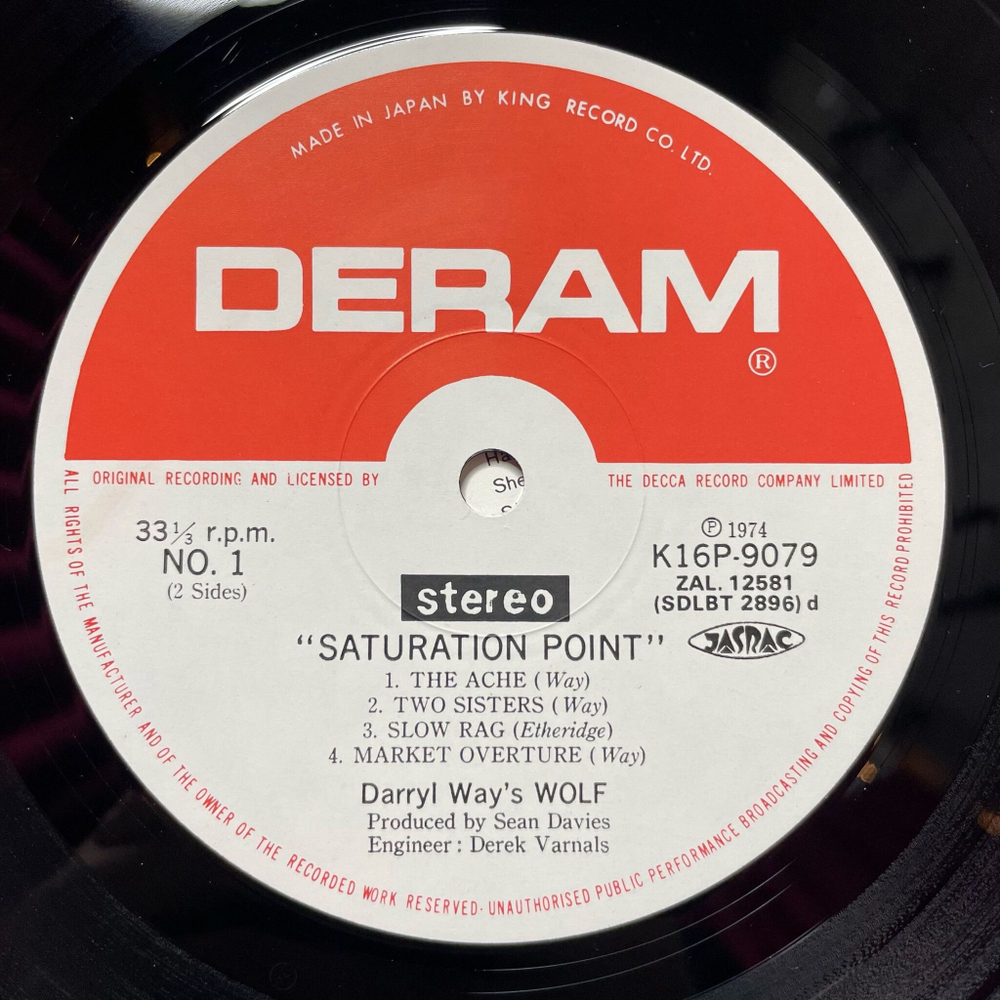 MADE IN JAPAN BY KING RECORD CO. LTD.
DERAM
®
ORIGINAL RECORDING AND LICENSED BY THE DECCA RECORD COMPANY LIMITED
She
33⅓ r.p.m.
NO. 1
(2 Sides)
℗ 1974
K16P-9079
ZAL. 12581
(SDLBT 2896) d
JASRAC
stereo
“SATURATION POINT”
1. THE ACHE (Way)
2. TWO SISTERS (Way)
3. SLOW RAG (Etheridge)
4. MARKET OVERTURE (Way)
Darryl Way's WOLF
Produced by Sean Davies
Engineer : Derek Varnals
ALL RIGHTS OF THE MANUFACTURER AND OF THE OWNER OF THE RECORDED WORK RESERVED· UNAUTHORISED PUBLIC PERFORMANCE BROADCASTING AND COPYING OF THIS RECORD PROHIBITED